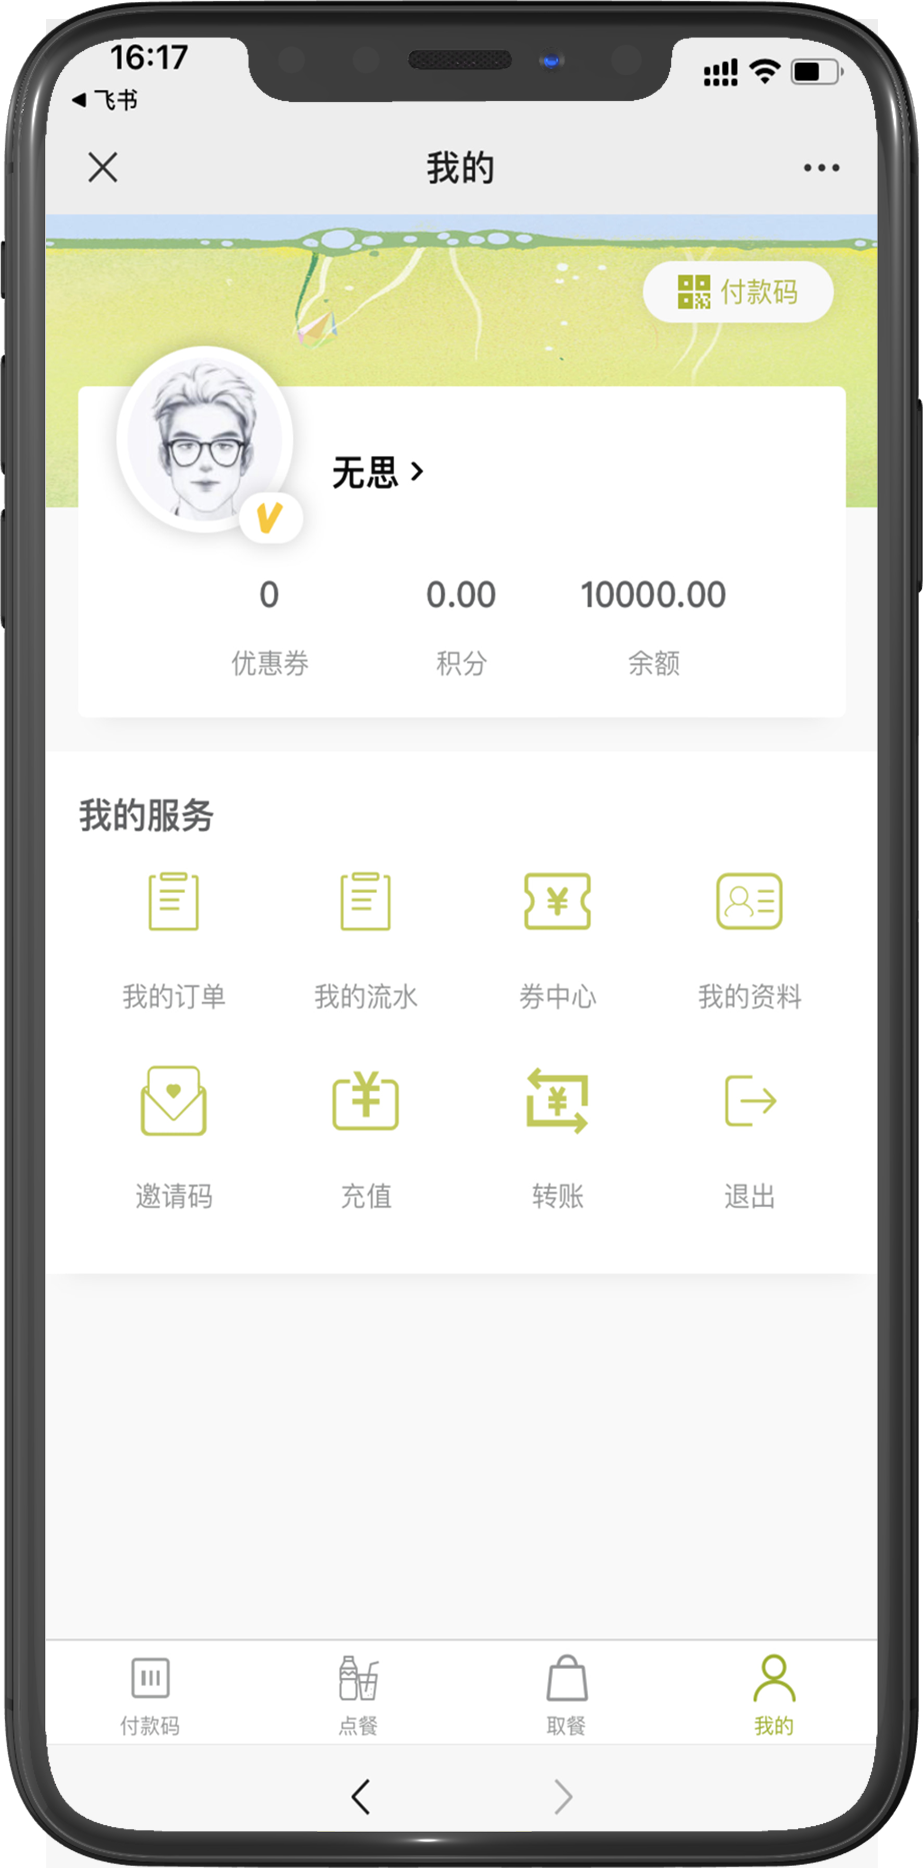 16:17
飞书
我的
付款码
无思
0 0.00 10000.00
优惠券 积分 余额
我的服务
我的订单 我的流水 券中心 我的资料
邀请码 充值 转账 退出
付款码 点餐 取餐 我的